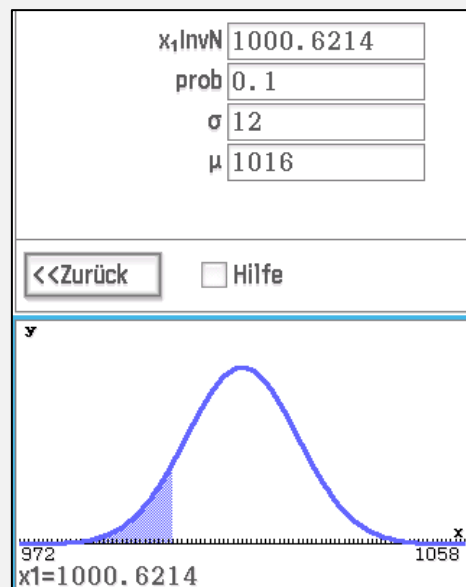 x₁InvN 1000.6214
prob 0.1
σ 12
μ 1016
<<Zurück Hilfe
y
x
972 1058
x1=1000.6214